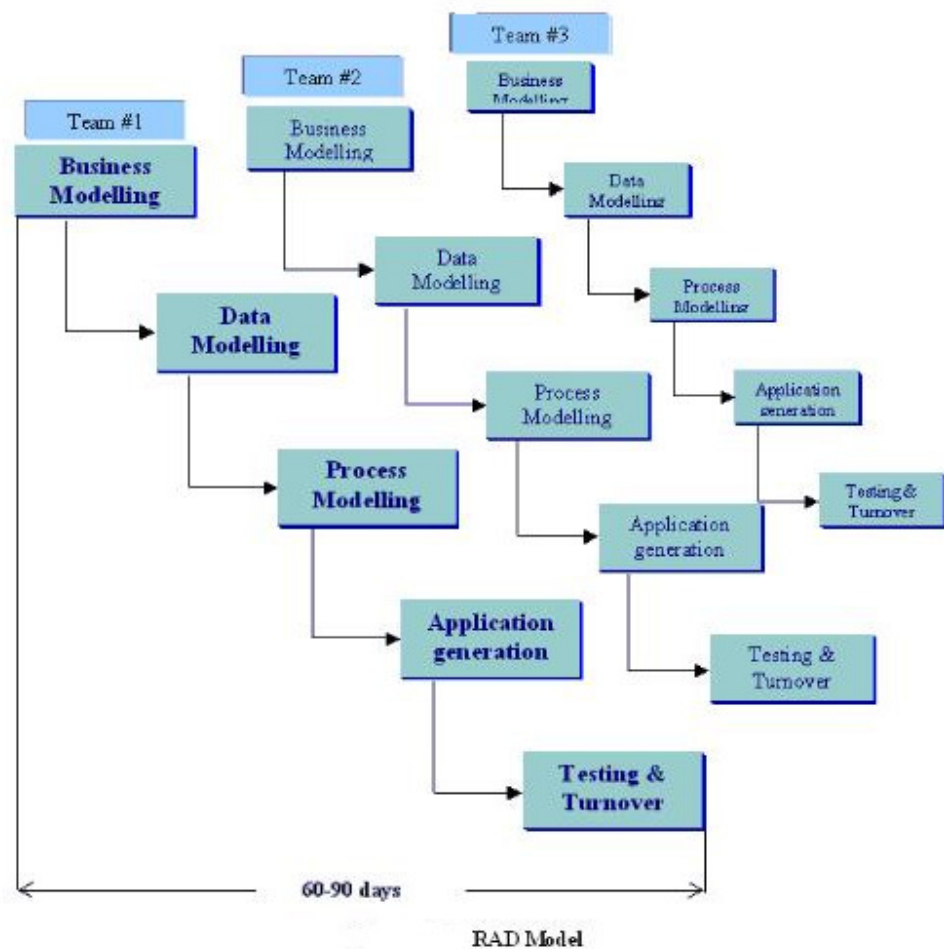 Team #1
Business
Modelling
Data
Modelling
Process
Modelling
Application
generation
Testing &
Turnover
Team #2
Business
Modelling
Data
Modelling
Process
Modelling
Application
generation
Testing &
Turnover
Team #3
Business
Modelling
Data
Modelling
Process
Modelling
Application
generation
Testing &
Turnover
60-90 days
RAD Model